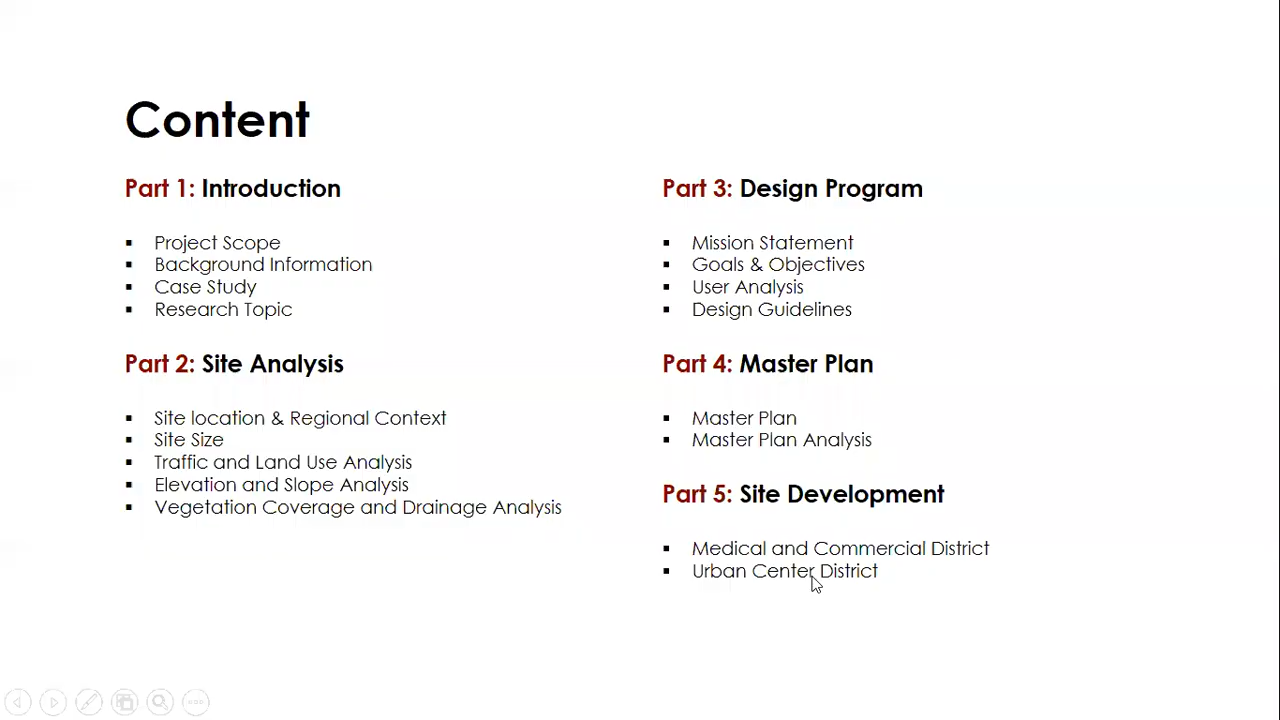 Content
Part 1: Introduction
▪ Project Scope
▪ Background Information
▪ Case Study
▪ Research Topic
Part 2: Site Analysis
▪ Site location & Regional Context
▪ Site Size
▪ Traffic and Land Use Analysis
▪ Elevation and Slope Analysis
▪ Vegetation Coverage and Drainage Analysis
Part 3: Design Program
▪ Mission Statement
▪ Goals & Objectives
▪ User Analysis
▪ Design Guidelines
Part 4: Master Plan
▪ Master Plan
▪ Master Plan Analysis
Part 5: Site Development
▪ Medical and Commercial District
▪ Urban Center District